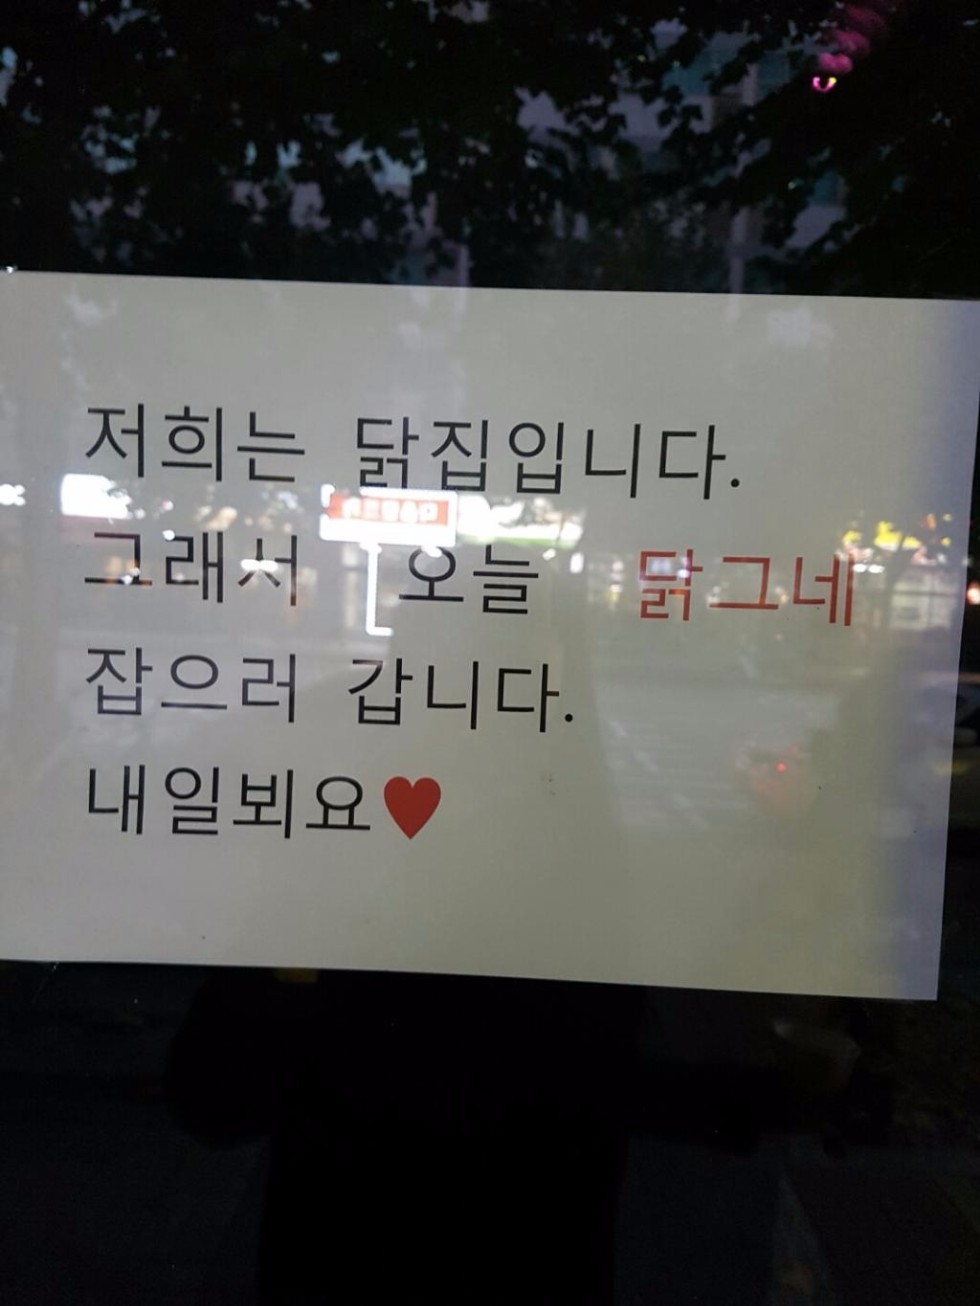 저희는 닭집입니다.
그래서 오늘 닭그네
잡으러 갑니다.
내일뵈요♥